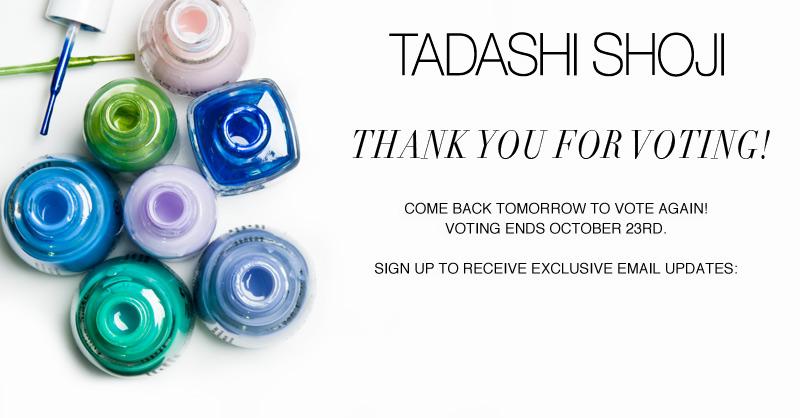 TADASHI SHOJI
THANK YOU FOR VOTING!
COME BACK TOMORROW TO VOTE AGAIN!
VOTING ENDS OCTOBER 23RD.
SIGN UP TO RECEIVE EXCLUSIVE EMAIL UPDATES: